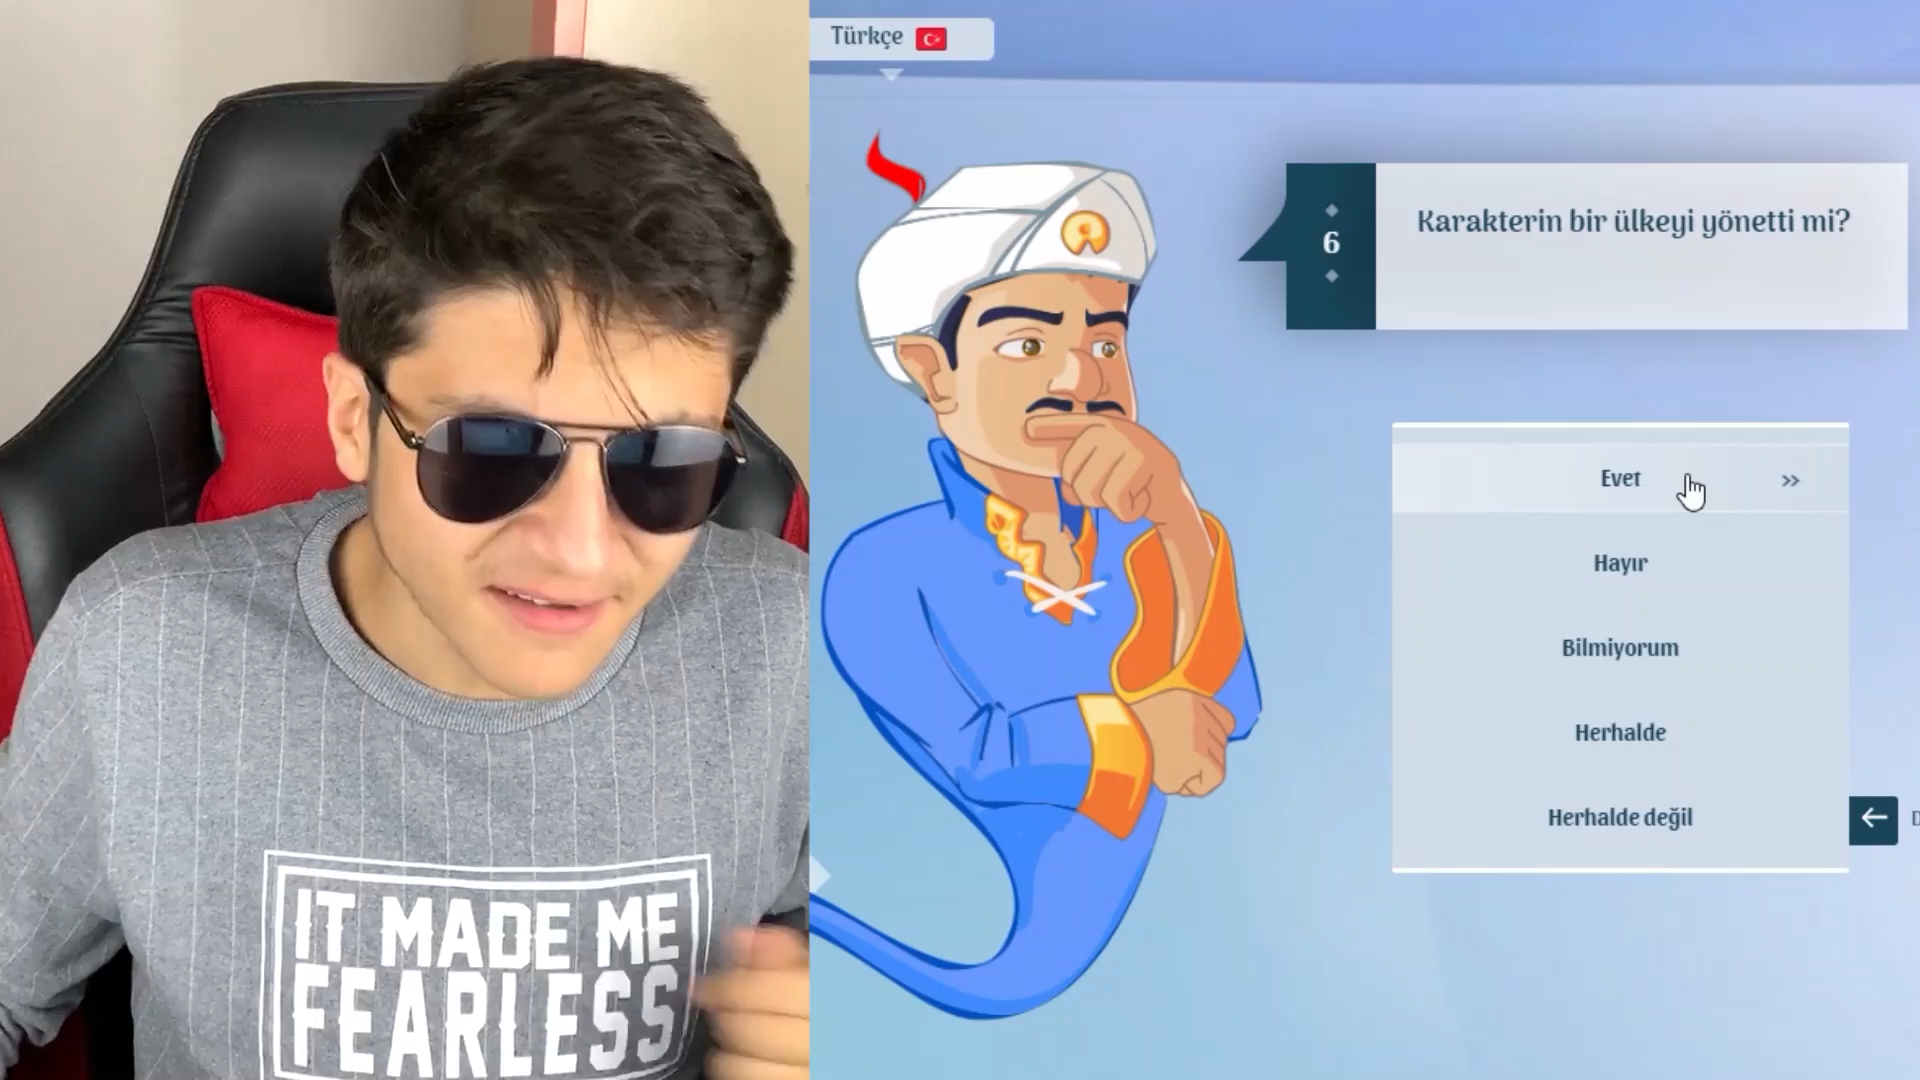 Türkçe
6
Karakterin bir ülkeyi yönetti mi?
Evet
Hayır
Bilmiyorum
Herhalde
Herhalde değil
IT MADE ME
FEARLESS